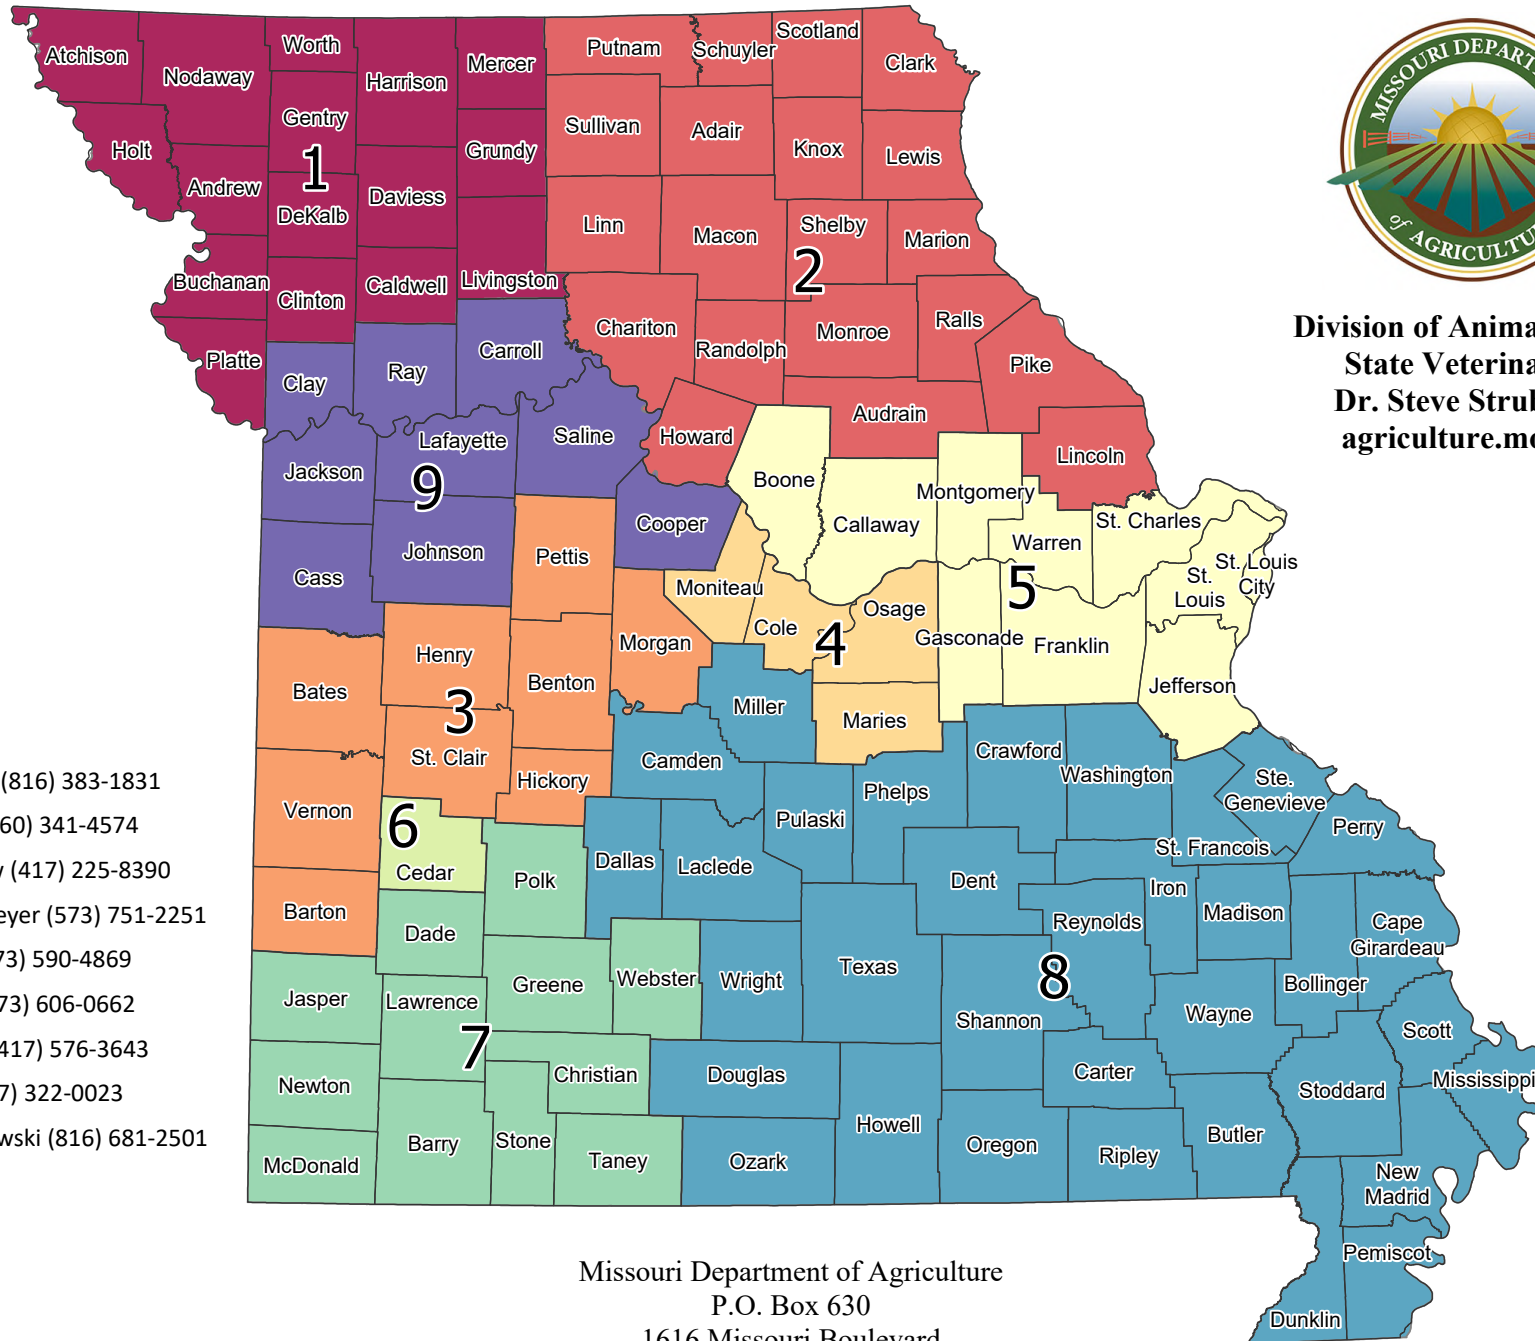 Atchison
Nodaway
Worth
Harrison
Mercer
Putnam
Schuyler
Scotland
Clark
Gentry
Holt
Andrew
1
DeKalb
Daviess
Grundy
Sullivan
Adair
Knox
Lewis
Linn
Macon
Shelby
Marion
2
Buchanan
Clinton
Caldwell
Livingston
Chariton
Randolph
Monroe
Ralls
Pike
Platte
Clay
Ray
Carroll
Audrain
Howard
Lincoln
Lafayette
Saline
Jackson
9
Boone
Montgomery
Callaway
St. Charles
Warren
Cooper
Johnson
Pettis
Cass
St. Louis
City
St.
Louis
5
Moniteau
Osage
Cole
4
Gasconade
Franklin
Morgan
Henry
Benton
Bates
Jefferson
3
Miller
Maries
St. Clair
Camden
Hickory
Crawford
Washington
Ste.
Genevieve
Vernon
6
Cedar
Pulaski
Phelps
Perry
St. Francois
Dallas
Laclede
Polk
Dent
Iron
Barton
Dade
Reynolds
Madison
Cape
Girardeau
Jasper
Lawrence
Greene
Webster
Wright
Texas
8
Bollinger
Shannon
Wayne
Scott
7
Newton
Christian
Douglas
Carter
Stoddard
Mississippi
McDonald
Barry
Stone
Taney
Ozark
Howell
Oregon
Ripley
Butler
New
Madrid
Pemiscot
Dunklin
MISSOURI DEPART
of AGRICULTU
Division of Anima
State Veterina
Dr. Steve Stru
agriculture.mo
(816) 383-1831
60) 341-4574
(417) 225-8390
eyer (573) 751-2251
73) 590-4869
73) 606-0662
417) 576-3643
7) 322-0023
wski (816) 681-2501
Missouri Department of Agriculture
P.O. Box 630
1616 Missouri Boulevard